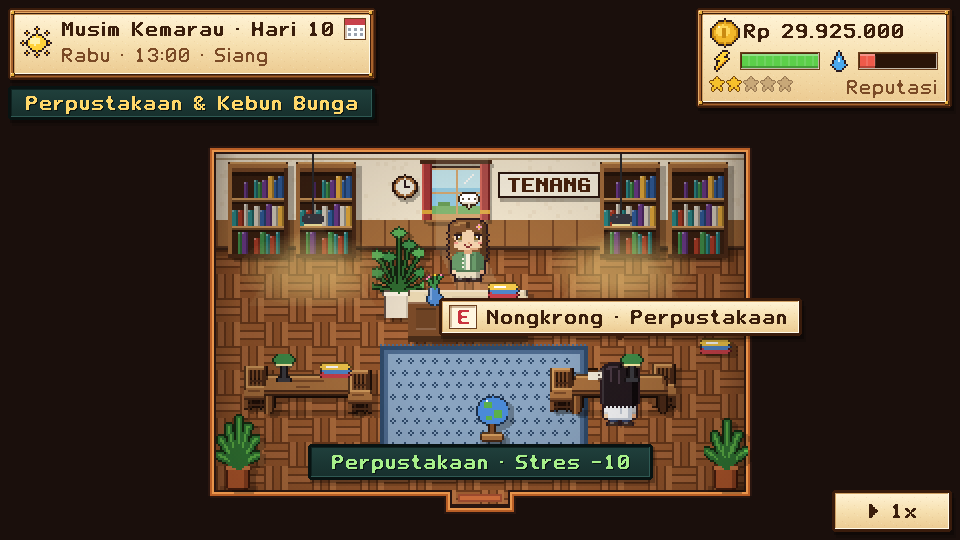 Musim Kemarau · Hari 10
Rabu · 13:00 · Siang
Rp 29.925.000
Reputasi
Perpustakaan & Kebun Bunga
TENANG
E Nongkrong · Perpustakaan
Perpustakaan · Stres -10
1x